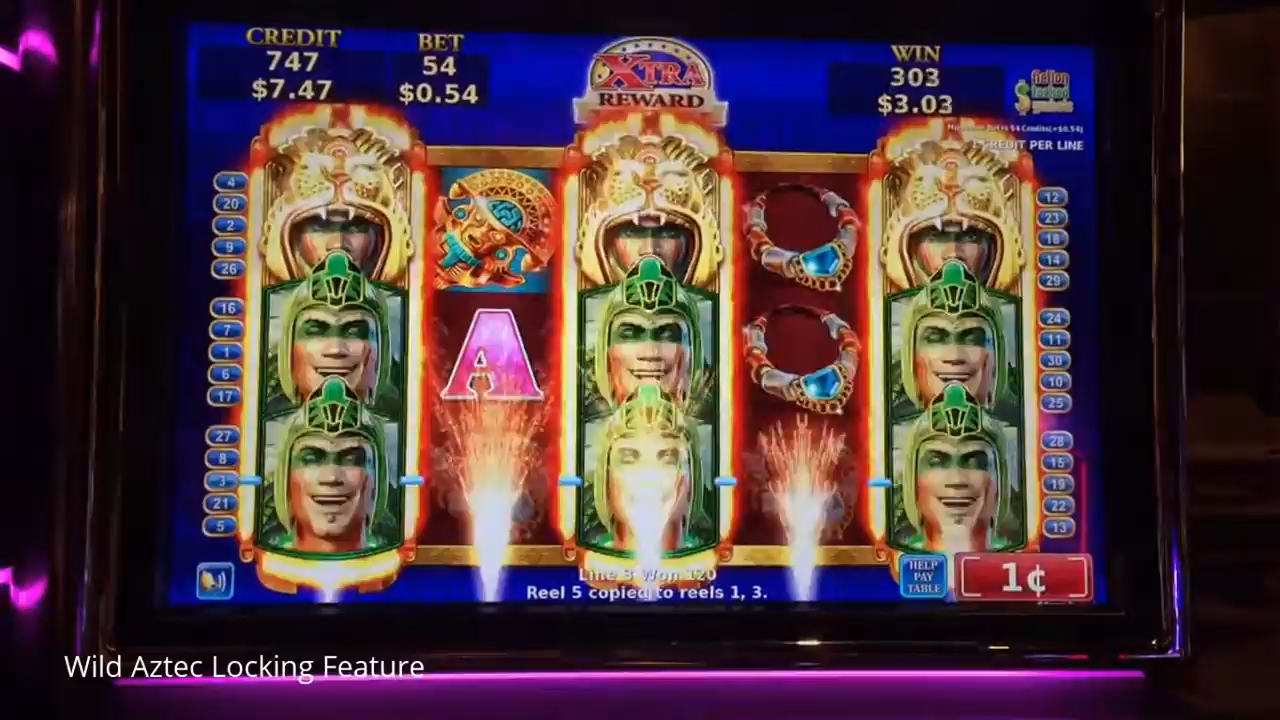 CREDIT
747
$7.47
BET
54
$0.54
XTRA
REWARD
WIN
303
$3.03
CREDIT PER LINE
4
20
2
9
26
16
7
1
6
17
27
8
3
21
5
12
23
18
14
29
24
11
30
10
25
28
15
19
22
13
A
Line 3 Won 120
Reel 5 copied to reels 1, 3.
HELP
PAY
TABLE
1¢
Wild Aztec Locking Feature